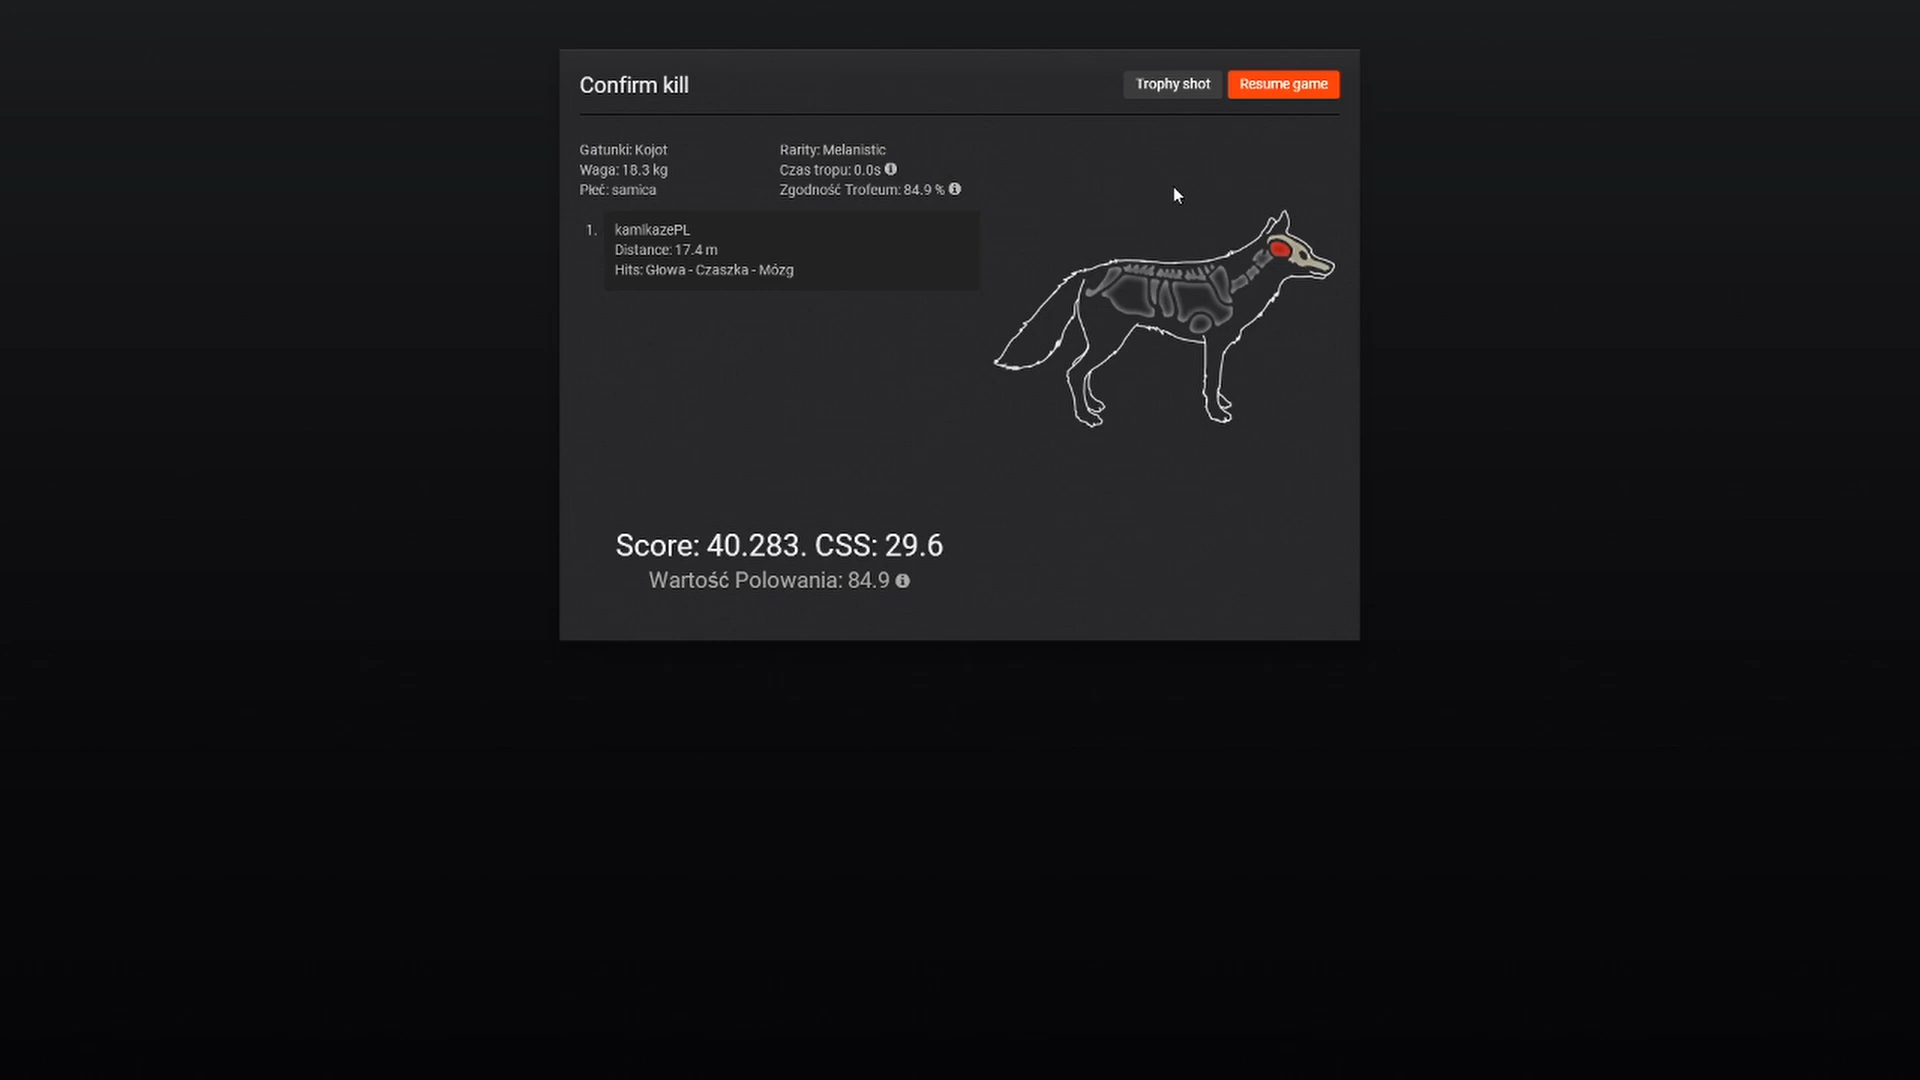 Confirm kill
Trophy shot
Resume game
Gatunki: Kojot
Rarity: Melanistic
Waga: 18.3 kg
Czas tropu: 0.0s
Płeć: samica
Zgodność Trofeum: 84.9 %
1.
kamikazePL
Distance: 17.4 m
Hits: Głowa - Czaszka - Mózg
Score: 40.283. CSS: 29.6
Wartość Polowania: 84.9